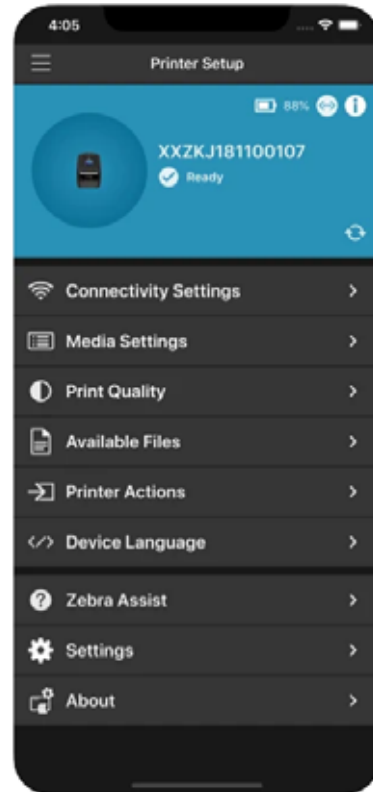 4:05
Printer Setup
88%
XXZKJ181100107
Ready
Connectivity Settings
Media Settings
Print Quality
Available Files
Printer Actions
Device Language
Zebra Assist
Settings
About